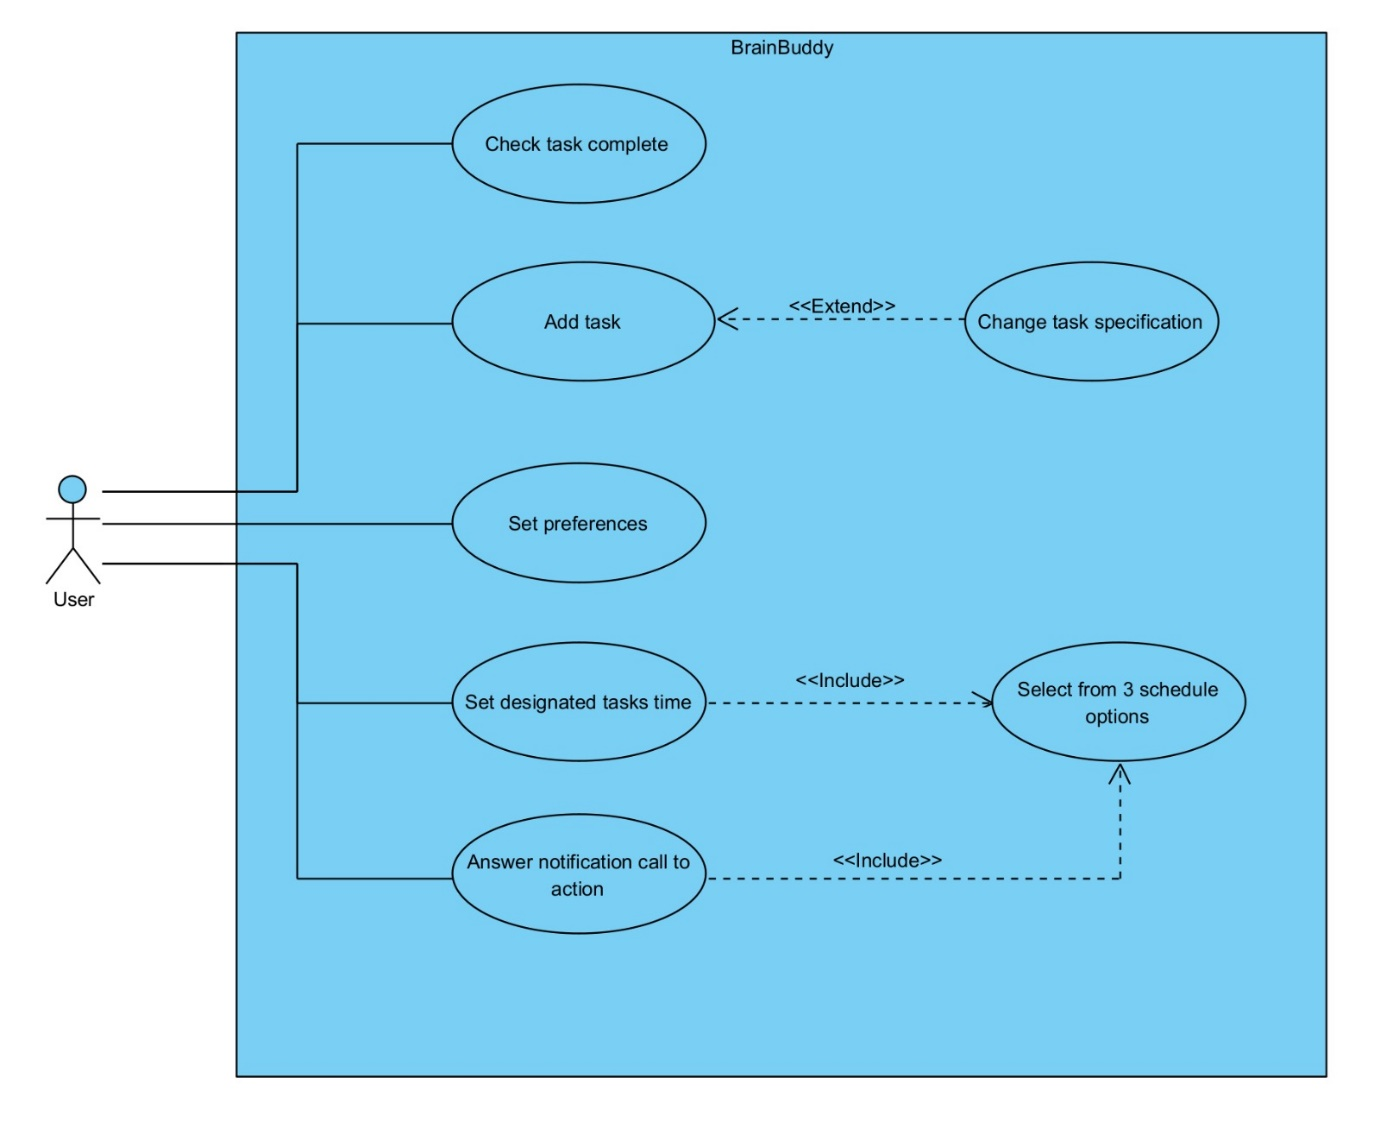 BrainBuddy
Check task complete
Add task
<<Extend>>
Change task specification
Set preferences
User
Set designated tasks time
<<Include>>
Select from 3 schedule
options
Answer notification call to
action
<<Include>>